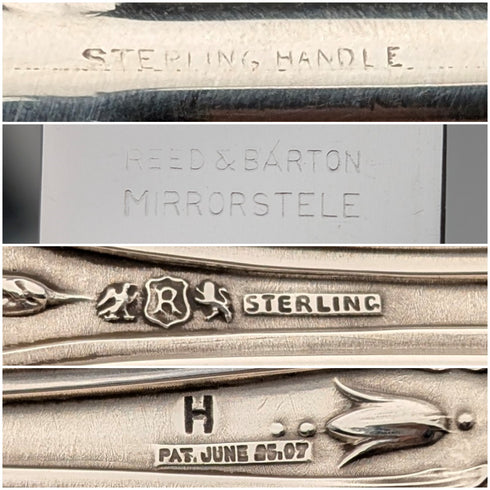 STERLING HANDLE
REED & BARTON
MIRRORSTELE
R STERLING
H
PAT. JUNE 25.07